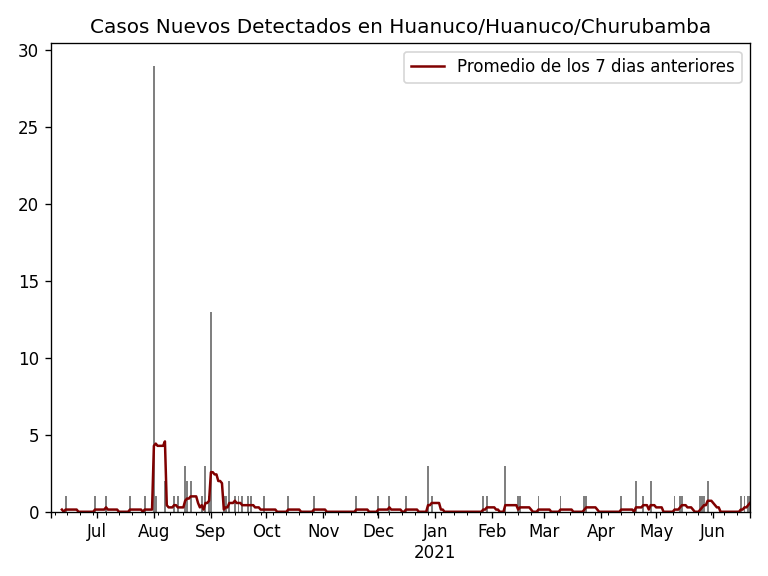 Casos Nuevos Detectados en Huanuco/Huanuco/Churubamba
Promedio de los 7 dias anteriores
30
25
20
15
10
5
0
Jul Aug Sep Oct Nov Dec Jan Feb Mar Apr May Jun
2021